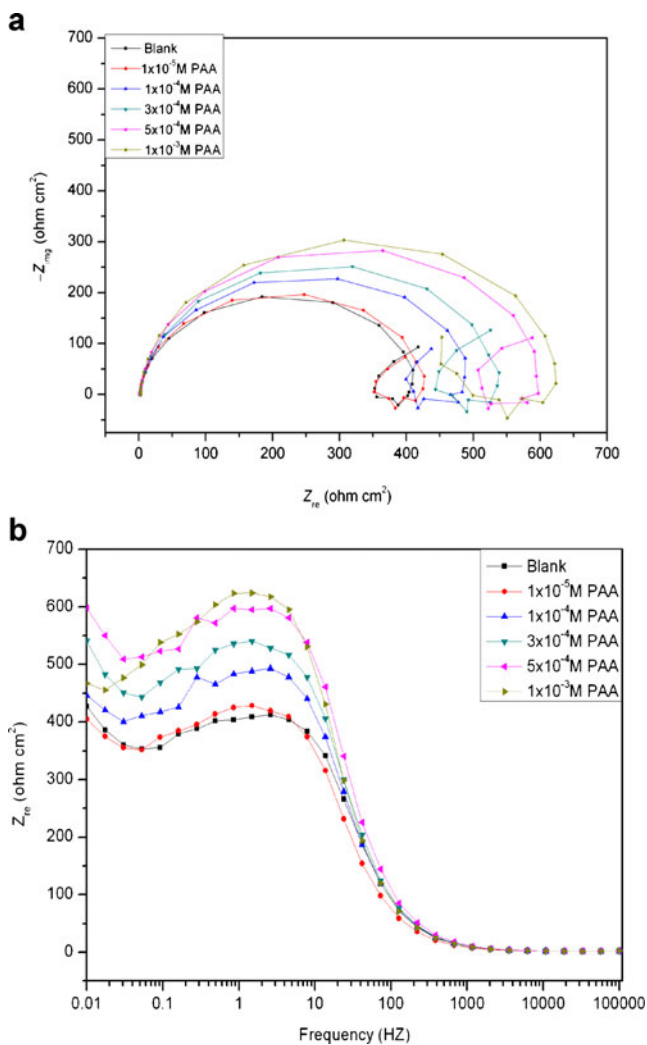 a
700
600
500
400
300
200
100
0
-Zimg (ohm cm²)
Blank
1x10⁻⁵M PAA
1x10⁻⁴M PAA
3x10⁻⁴M PAA
5x10⁻⁴M PAA
1x10⁻³M PAA
0 100 200 300 400 500 600 700
Zre (ohm cm²)
b
700
600
500
400
300
200
100
0
Zre (ohm cm²)
Blank
1x10⁻⁵M PAA
1x10⁻⁴M PAA
3x10⁻⁴M PAA
5x10⁻⁴M PAA
1x10⁻³M PAA
0.01 0.1 1 10 100 1000 10000 100000
Frequency (HZ)